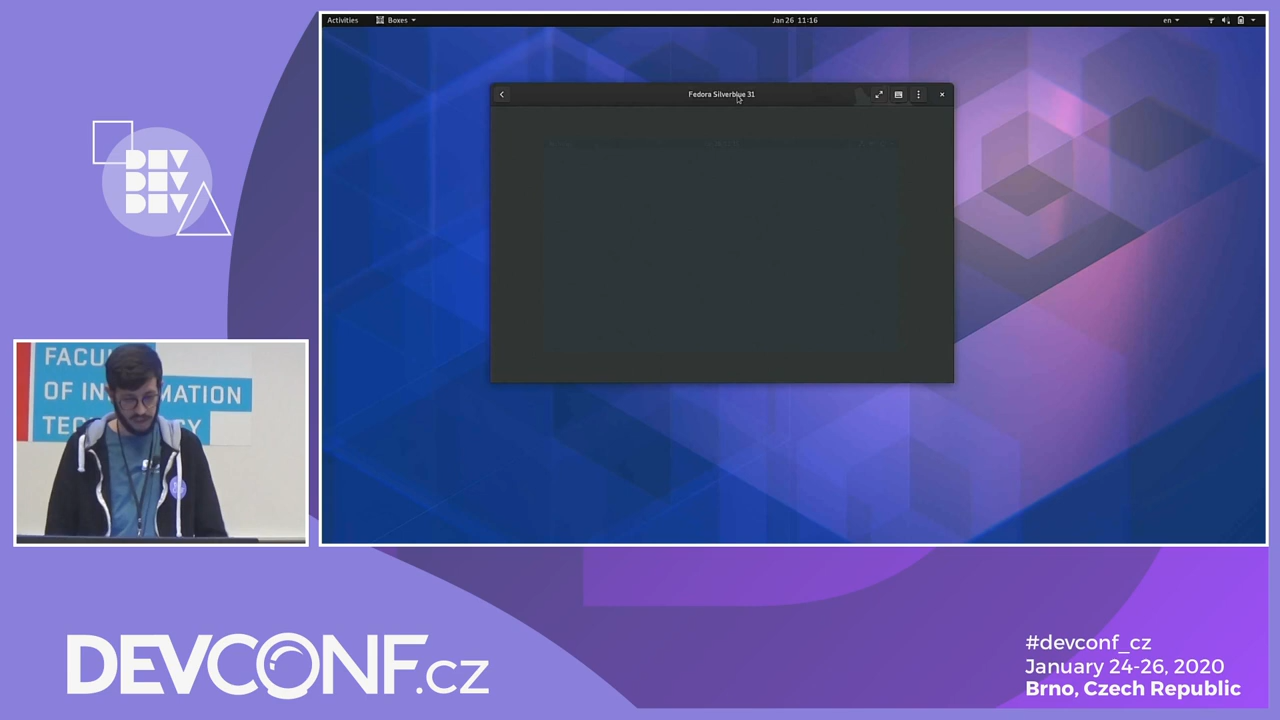 Activities
Boxes
Jan 26 11:16
en
Fedora Silverblue 31
DEV
DEV
DEV
FACU
OF IN MATION
TEC Y
DEVCONF.cz
#devconf_cz
January 24-26, 2020
Brno, Czech Republic